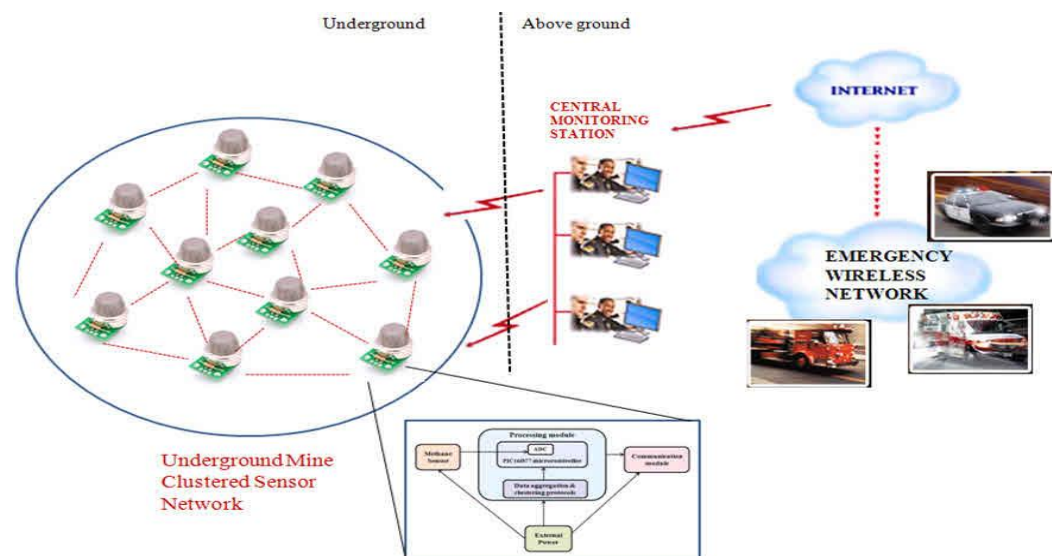 Underground
Above ground
CENTRAL
MONITORING
STATION
INTERNET
EMERGENCY
WIRELESS
NETWORK
Underground Mine
Clustered Sensor
Network
Processing module
Methane
Sensor
ADC
PIC16F877 microcontroller
Communication
module
Data aggregation &
clustering protocols
External
Power